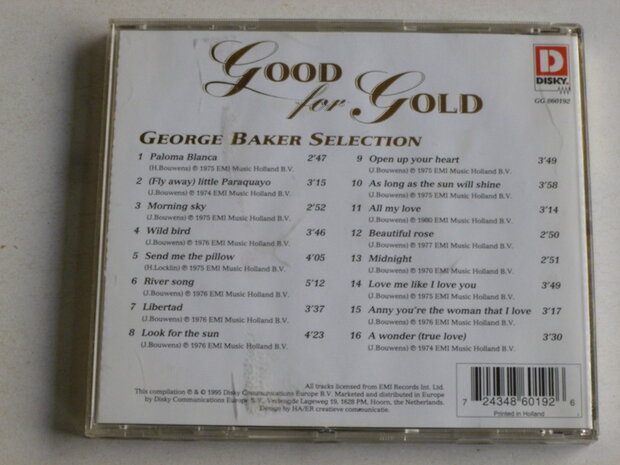 GOOD
for GOLD
DISKY.
GG 860192
GEORGE BAKER SELECTION
1 Paloma Blanca 2'47
(H.Bouwens) ℗ 1975 EMI Music Holland B.V.
2 (Fly away) little Paraquayo 3'15
(J.Bouwens) ℗ 1974 EMI Music Holland B.V.
3 Morning sky 2'52
(J.Bouwens) ℗ 1975 EMI Music Holland B.V.
4 Wild bird 3'46
(J.Bouwens) ℗ 1976 EMI Music Holland B.V.
5 Send me the pillow 4'05
(H.Locklin) ℗ 1975 EMI Music Holland B.V.
6 River song 5'12
(J.Bouwens) ℗ 1976 EMI Music Holland B.V.
7 Libertad 3'37
(J.Bouwens) ℗ 1976 EMI Music Holland B.V.
8 Look for the sun 4'23
(J.Bouwens) ℗ 1976 EMI Music Holland B.V.
9 Open up your heart 3'49
(J.Bouwens) ℗ 1975 EMI Music Holland B.V.
10 As long as the sun will shine 3'58
(J.Bouwens) ℗ 1975 EMI Music Holland B.V.
11 All my love 3'14
(J.Bouwens) ℗ 1980 EMI Music Holland B.V.
12 Beautiful rose 2'50
(J.Bouwens) ℗ 1977 EMI Music Holland B.V.
13 Midnight 2'51
(J.Bouwens) ℗ 1970 EMI Music Holland B.V.
14 Love me like I love you 3'49
(J.Bouwens) ℗ 1975 EMI Music Holland B.V.
15 Anny you're the woman that I love 3'17
(J.Bouwens) ℗ 1976 EMI Music Holland B.V.
16 A wonder (true love) 3'30
(J.Bouwens) ℗ 1974 EMI Music Holland B.V.
All tracks licensed from EMI Records Int. Ltd.
This compilation ℗ & © 1995 Disky Communications Europe B.V. Marketed and distributed in Europe
by Disky Communications Europe B.V., Verlengde Lageweg 19, 1628 PM, Hoorn, the Netherlands.
Design by HA/ER creatieve communicatie.
7 24348 60192 6
Printed in Holland